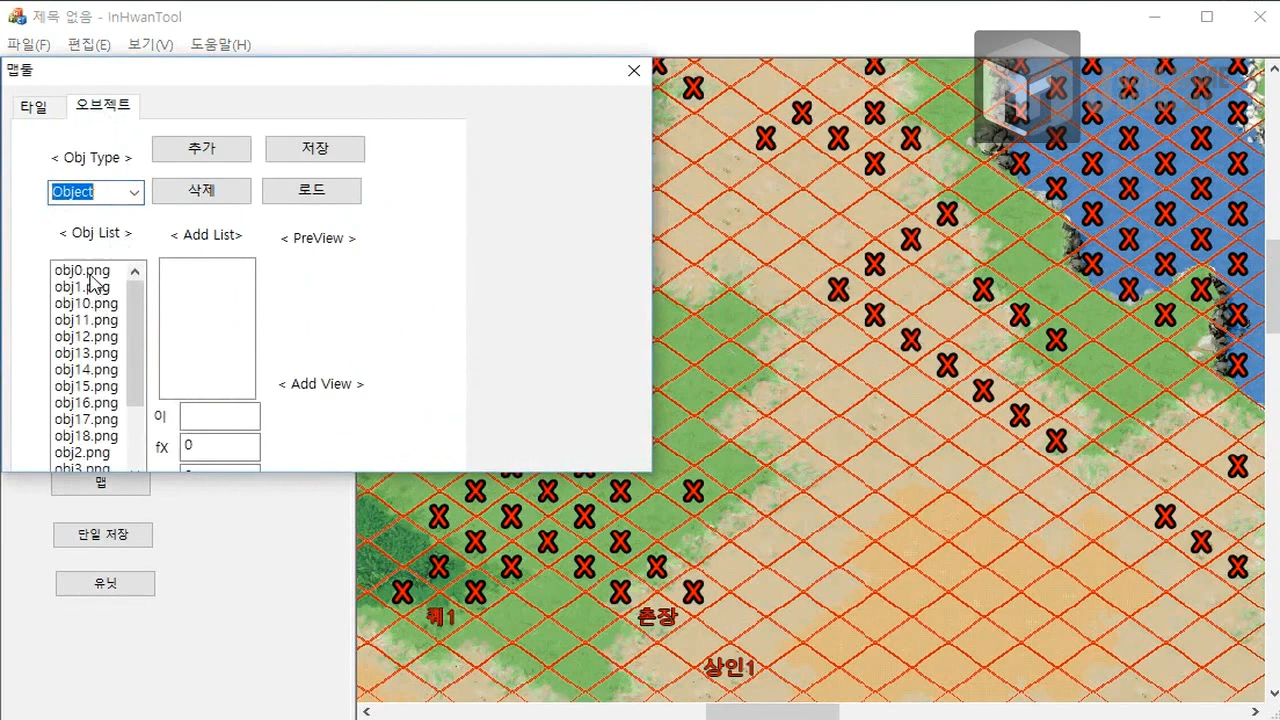 제목 없음 - InHwanTool
파일(F) 편집(E) 보기(V) 도움말(H)
맵툴
타일 오브젝트
< Obj Type > 추가 저장
Object 삭제 로드
< Obj List > < Add List> < PreView >
obj0.png
obj1.png
obj10.png
obj11.png
obj12.png
obj13.png
obj14.png
obj15.png
obj16.png
obj17.png
obj18.png
obj2.png
obj3.png
< Add View >
이
fX 0
맵
단일 저장
유닛
퀘1 촌장
상인1